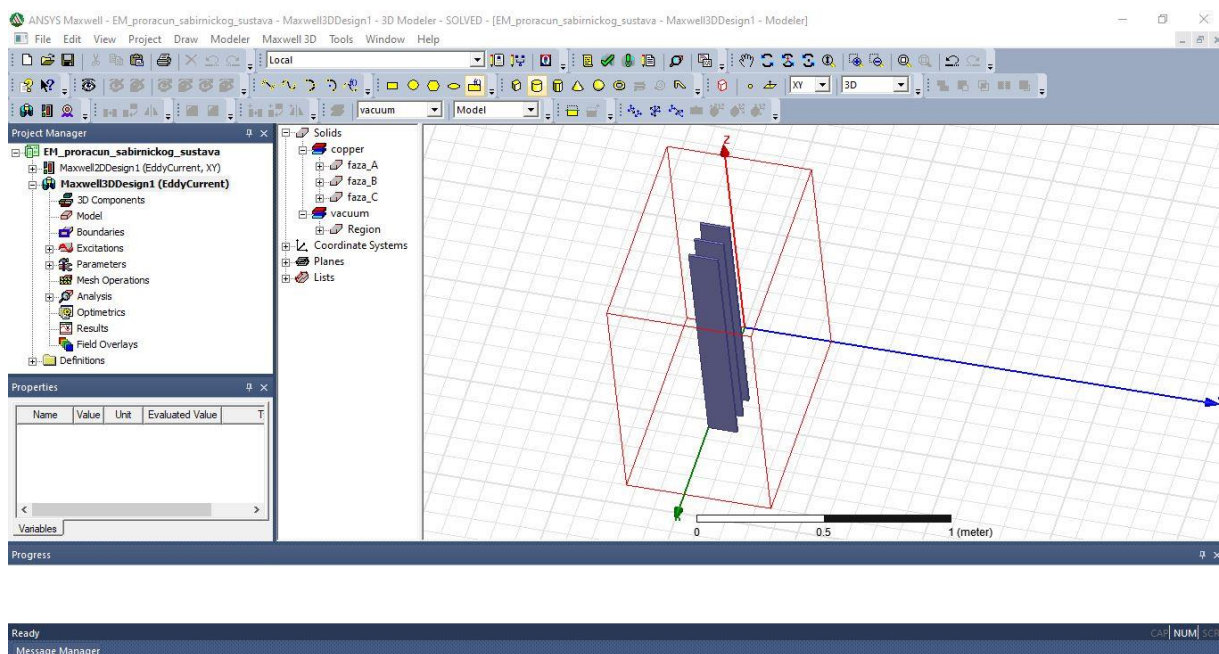 ANSYS Maxwell - EM_proracun_sabirnickog_sustava - Maxwell3DDesign1 - 3D Modeler - SOLVED - [EM_proracun_sabirnickog_sustava - Maxwell3DDesign1 - Modeler]
File Edit View Project Draw Modeler Maxwell 3D Tools Window Help
Local
XY 3D
vacuum Model
Project Manager
EM_proracun_sabirnickog_sustava
Maxwell2DDesign1 (EddyCurrent, XY)
Maxwell3DDesign1 (EddyCurrent)
3D Components
Model
Boundaries
Excitations
Parameters
Mesh Operations
Analysis
Optimetrics
Results
Field Overlays
Definitions
Properties
Name Value Unit Evaluated Value T
Variables
Solids
copper
faza_A
faza_B
faza_C
vacuum
Region
Coordinate Systems
Planes
Lists
Z
0 0.5 1 (meter)
Progress
Ready
CAP NUM SCR
Message Manager